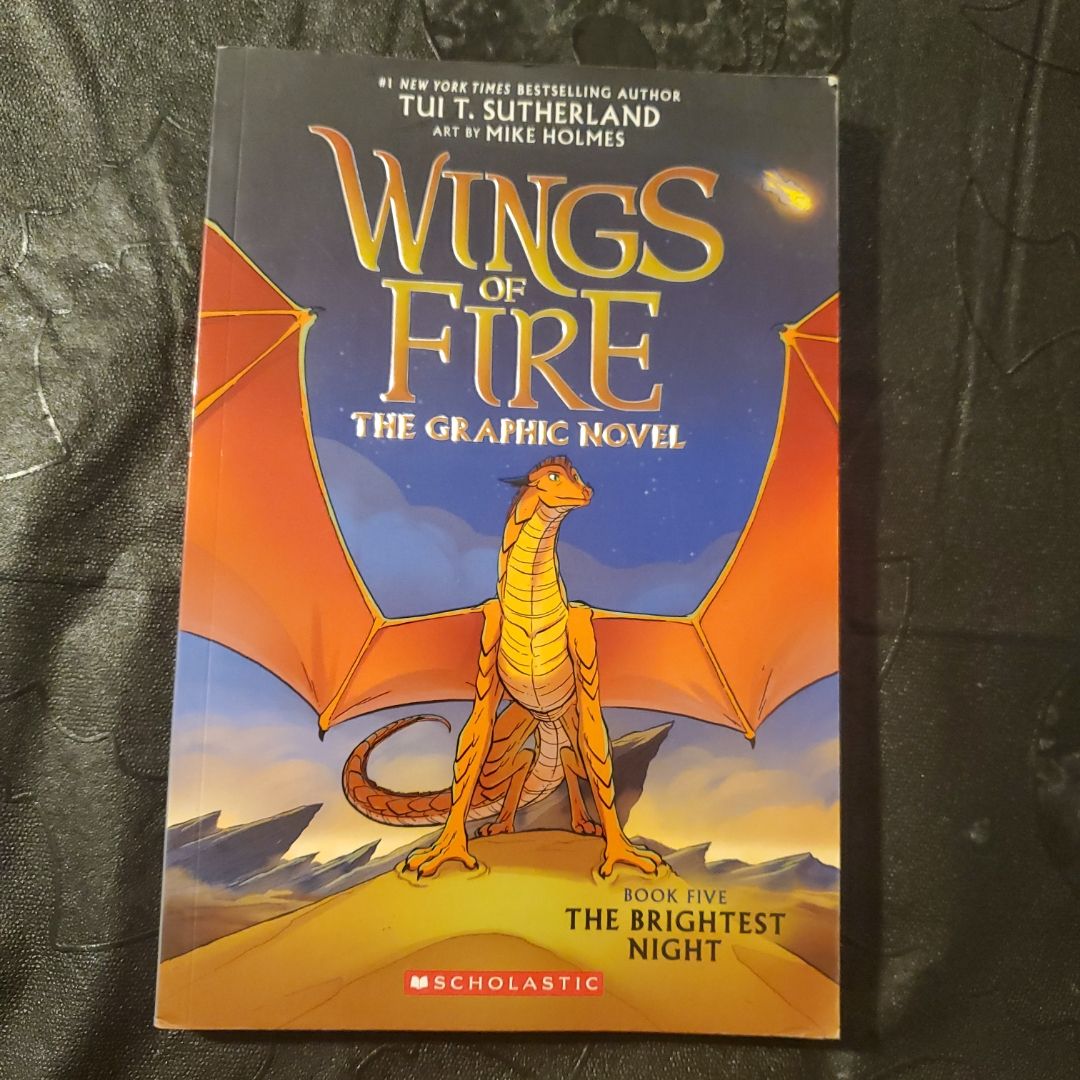 #1 NEW YORK TIMES BESTSELLING AUTHOR
TUI T. SUTHERLAND
ART BY MIKE HOLMES
WINGS
OF
FIRE
THE GRAPHIC NOVEL
BOOK FIVE
THE BRIGHTEST
NIGHT
SCHOLASTIC